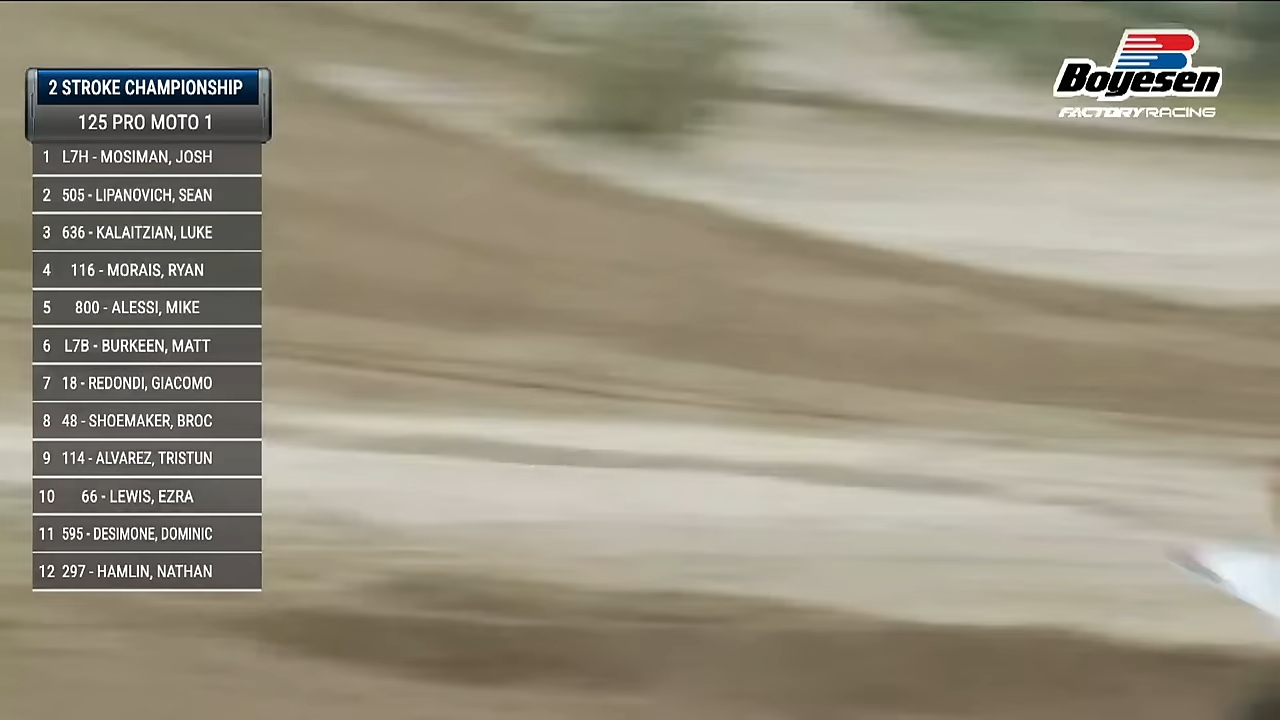 2 STROKE CHAMPIONSHIP
125 PRO MOTO 1
1 L7H - MOSIMAN, JOSH
2 505 - LIPANOVICH, SEAN
3 636 - KALAITZIAN, LUKE
4 116 - MORAIS, RYAN
5 800 - ALESSI, MIKE
6 L7B - BURKEEN, MATT
7 18 - REDONDI, GIACOMO
8 48 - SHOEMAKER, BROC
9 114 - ALVAREZ, TRISTUN
10 66 - LEWIS, EZRA
11 595 - DESIMONE, DOMINIC
12 297 - HAMLIN, NATHAN
Boyesen
FACTORY RACING